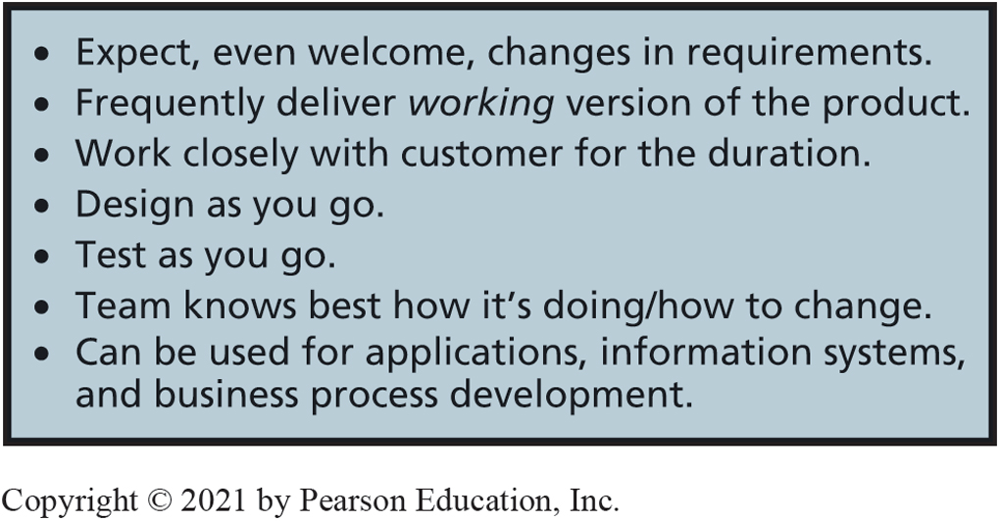 • Expect, even welcome, changes in requirements.
• Frequently deliver working version of the product.
• Work closely with customer for the duration.
• Design as you go.
• Test as you go.
• Team knows best how it’s doing/how to change.
• Can be used for applications, information systems,
and business process development.
Copyright © 2021 by Pearson Education, Inc.